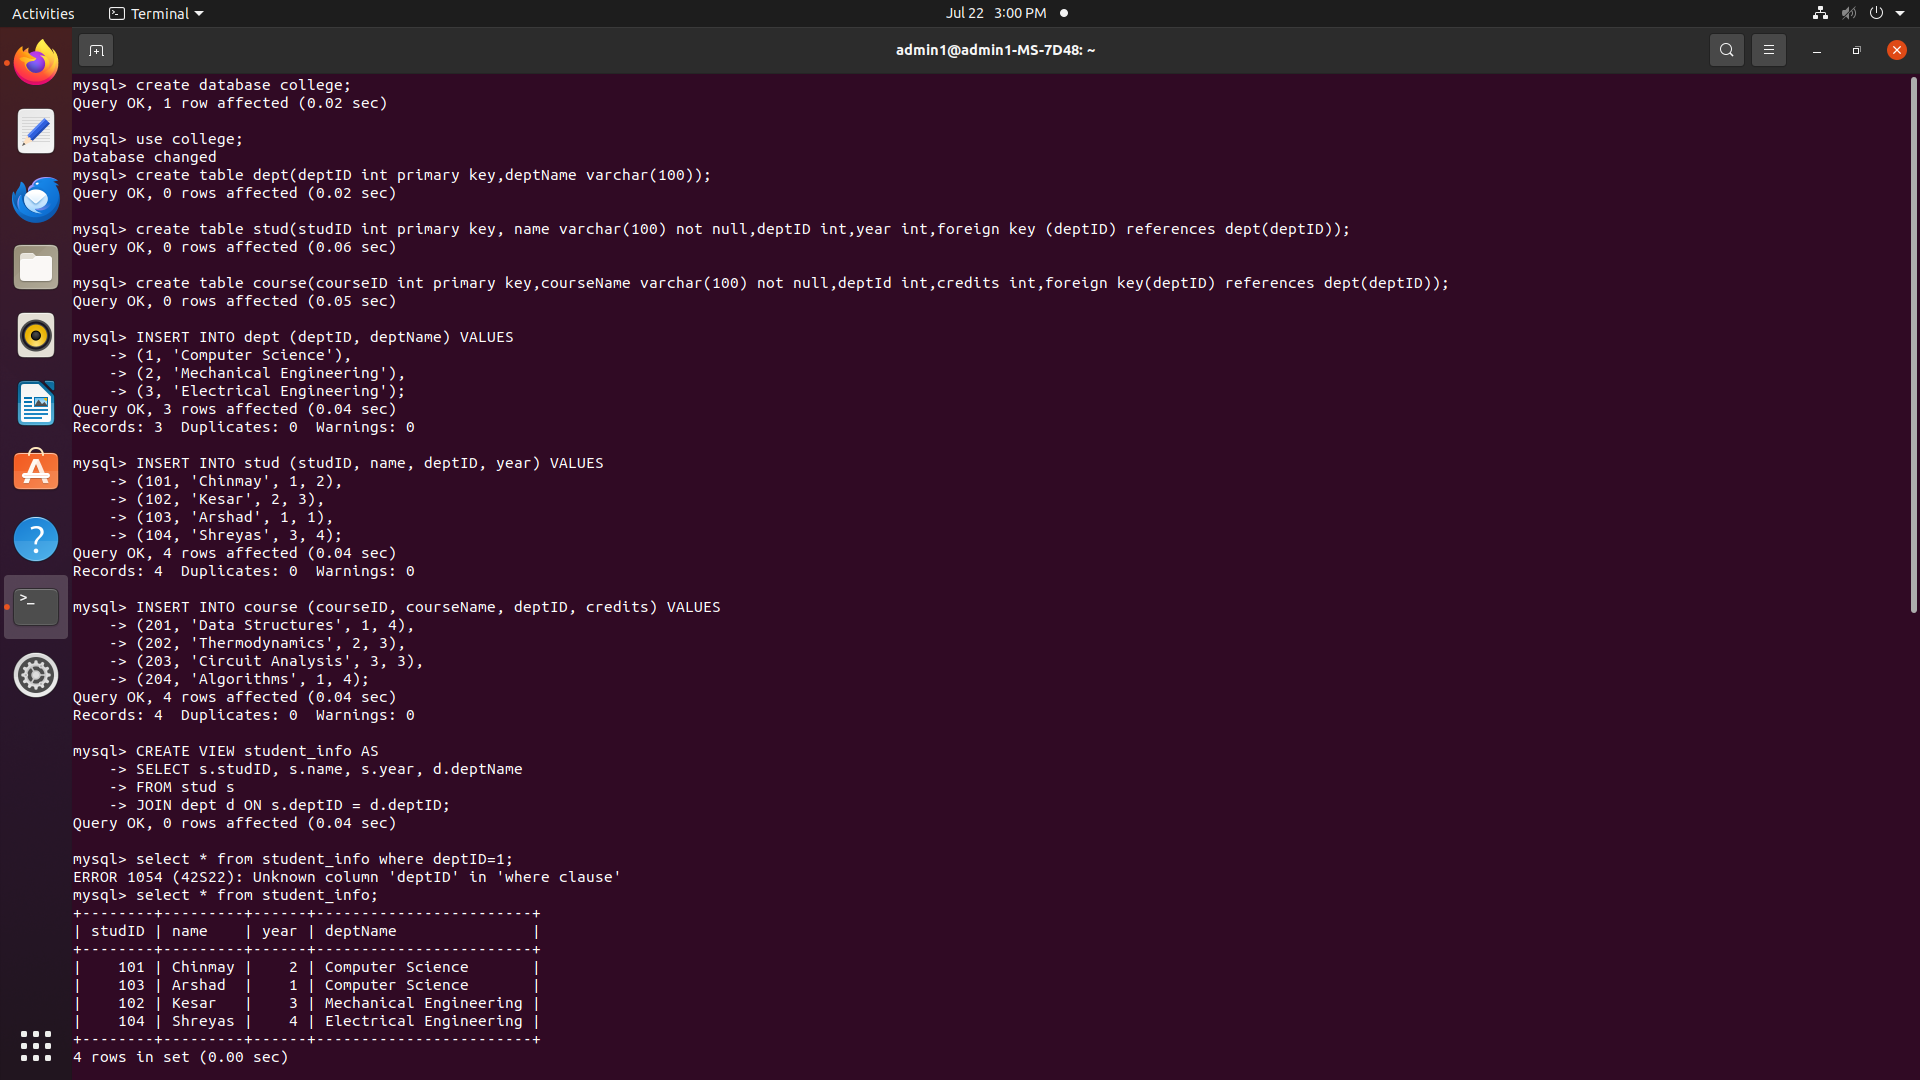 Activities
Terminal
Jul 22 3:00 PM
admin1@admin1-MS-7D48: ~
mysql> create database college;
Query OK, 1 row affected (0.02 sec)
mysql> use college;
Database changed
mysql> create table dept(deptID int primary key,deptName varchar(100));
Query OK, 0 rows affected (0.02 sec)
mysql> create table stud(studID int primary key, name varchar(100) not null,deptID int,year int,foreign key (deptID) references dept(deptID));
Query OK, 0 rows affected (0.06 sec)
mysql> create table course(courseID int primary key,courseName varchar(100) not null,deptId int,credits int,foreign key(deptID) references dept(deptID));
Query OK, 0 rows affected (0.05 sec)
mysql> INSERT INTO dept (deptID, deptName) VALUES
    -> (1, 'Computer Science'),
    -> (2, 'Mechanical Engineering'),
    -> (3, 'Electrical Engineering');
Query OK, 3 rows affected (0.04 sec)
Records: 3  Duplicates: 0  Warnings: 0
mysql> INSERT INTO stud (studID, name, deptID, year) VALUES
    -> (101, 'Chinmay', 1, 2),
    -> (102, 'Kesar', 2, 3),
    -> (103, 'Arshad', 1, 1),
    -> (104, 'Shreyas', 3, 4);
Query OK, 4 rows affected (0.04 sec)
Records: 4  Duplicates: 0  Warnings: 0
mysql> INSERT INTO course (courseID, courseName, deptID, credits) VALUES
    -> (201, 'Data Structures', 1, 4),
    -> (202, 'Thermodynamics', 2, 3),
    -> (203, 'Circuit Analysis', 3, 3),
    -> (204, 'Algorithms', 1, 4);
Query OK, 4 rows affected (0.04 sec)
Records: 4  Duplicates: 0  Warnings: 0
mysql> CREATE VIEW student_info AS
    -> SELECT s.studID, s.name, s.year, d.deptName
    -> FROM stud s
    -> JOIN dept d ON s.deptID = d.deptID;
Query OK, 0 rows affected (0.04 sec)
mysql> select * from student_info where deptID=1;
ERROR 1054 (42S22): Unknown column 'deptID' in 'where clause'
mysql> select * from student_info;
+--------+---------+------+------------------------+
| studID | name    | year | deptName               |
+--------+---------+------+------------------------+
|    101 | Chinmay |    2 | Computer Science       |
|    103 | Arshad  |    1 | Computer Science       |
|    102 | Kesar   |    3 | Mechanical Engineering |
|    104 | Shreyas |    4 | Electrical Engineering |
+--------+---------+------+------------------------+
4 rows in set (0.00 sec)